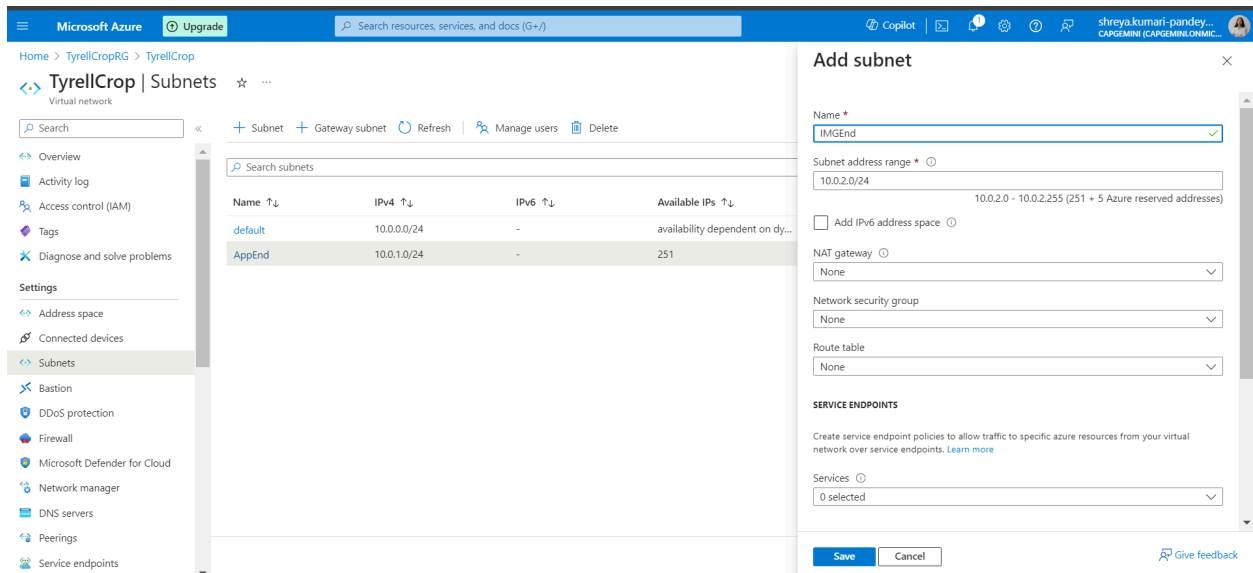 Microsoft Azure
Upgrade
Search resources, services, and docs (G+/)
Copilot
1
shreya.kumari-pandey...
CAPGEMINI (CAPGEMINI.ONMIC...
Home > TyrellCropRG > TyrellCrop
TyrellCrop | Subnets
Virtual network
Search
Subnet
Gateway subnet
Refresh
Manage users
Delete
Overview
Activity log
Access control (IAM)
Tags
Diagnose and solve problems
Settings
Address space
Connected devices
Subnets
Bastion
DDoS protection
Firewall
Microsoft Defender for Cloud
Network manager
DNS servers
Peerings
Service endpoints
Search subnets
Name IPv4 IPv6 Available IPs
default 10.0.0.0/24 - availability dependent on dy...
AppEnd 10.0.1.0/24 - 251
Add subnet
Name *
IMGEnd
Subnet address range *
10.0.2.0/24
10.0.2.0 - 10.0.2.255 (251 + 5 Azure reserved addresses)
Add IPv6 address space
NAT gateway
None
Network security group
None
Route table
None
SERVICE ENDPOINTS
Create service endpoint policies to allow traffic to specific azure resources from your virtual
network over service endpoints. Learn more
Services
0 selected
Save
Cancel
Give feedback